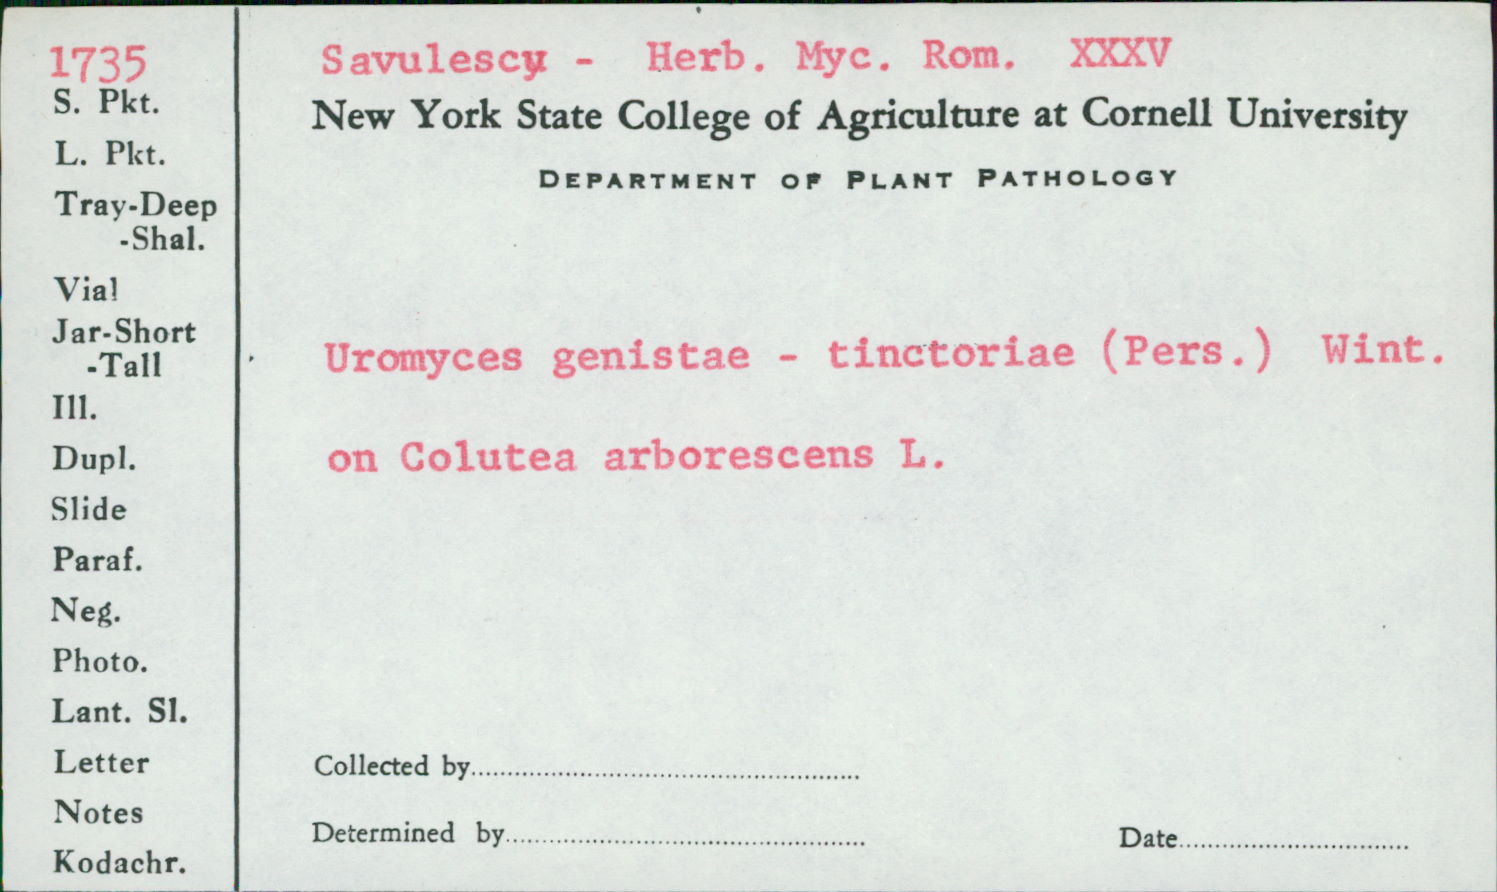 1735
S. Pkt.
L. Pkt.
Tray-Deep
-Shal.
Vial
Jar-Short
-Tall
Ill.
Dupl.
Slide
Paraf.
Neg.
Photo.
Lant. Sl.
Letter
Notes
Kodachr.
Savulescu - Herb. Myc. Rom. XXXV
New York State College of Agriculture at Cornell University
DEPARTMENT OF PLANT PATHOLOGY
Uromyces genistae - tinctoriae (Pers.) Wint.
on Colutea arborescens L.
Collected by
Determined by
Date